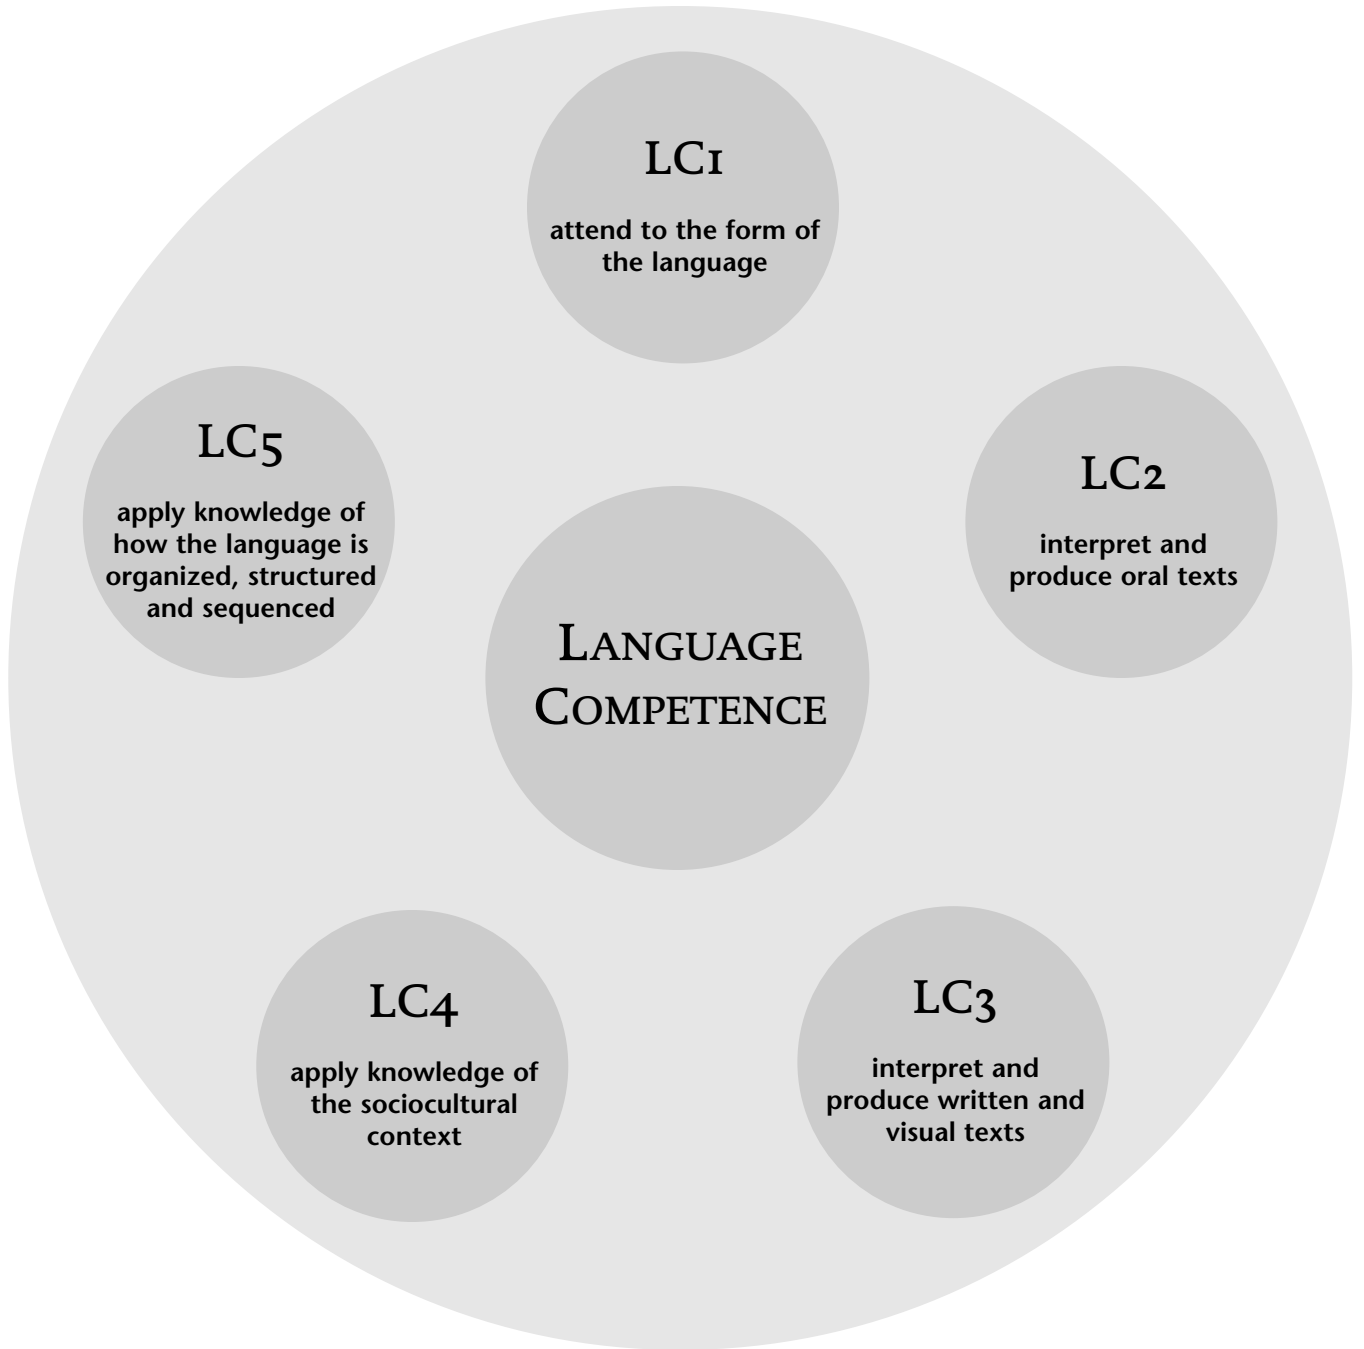 LC1
attend to the form of
the language
LC5
apply knowledge of
how the language is
organized, structured
and sequenced
LC2
interpret and
produce oral texts
Language
Competence
LC4
apply knowledge of
the sociocultural
context
LC3
interpret and
produce written and
visual texts